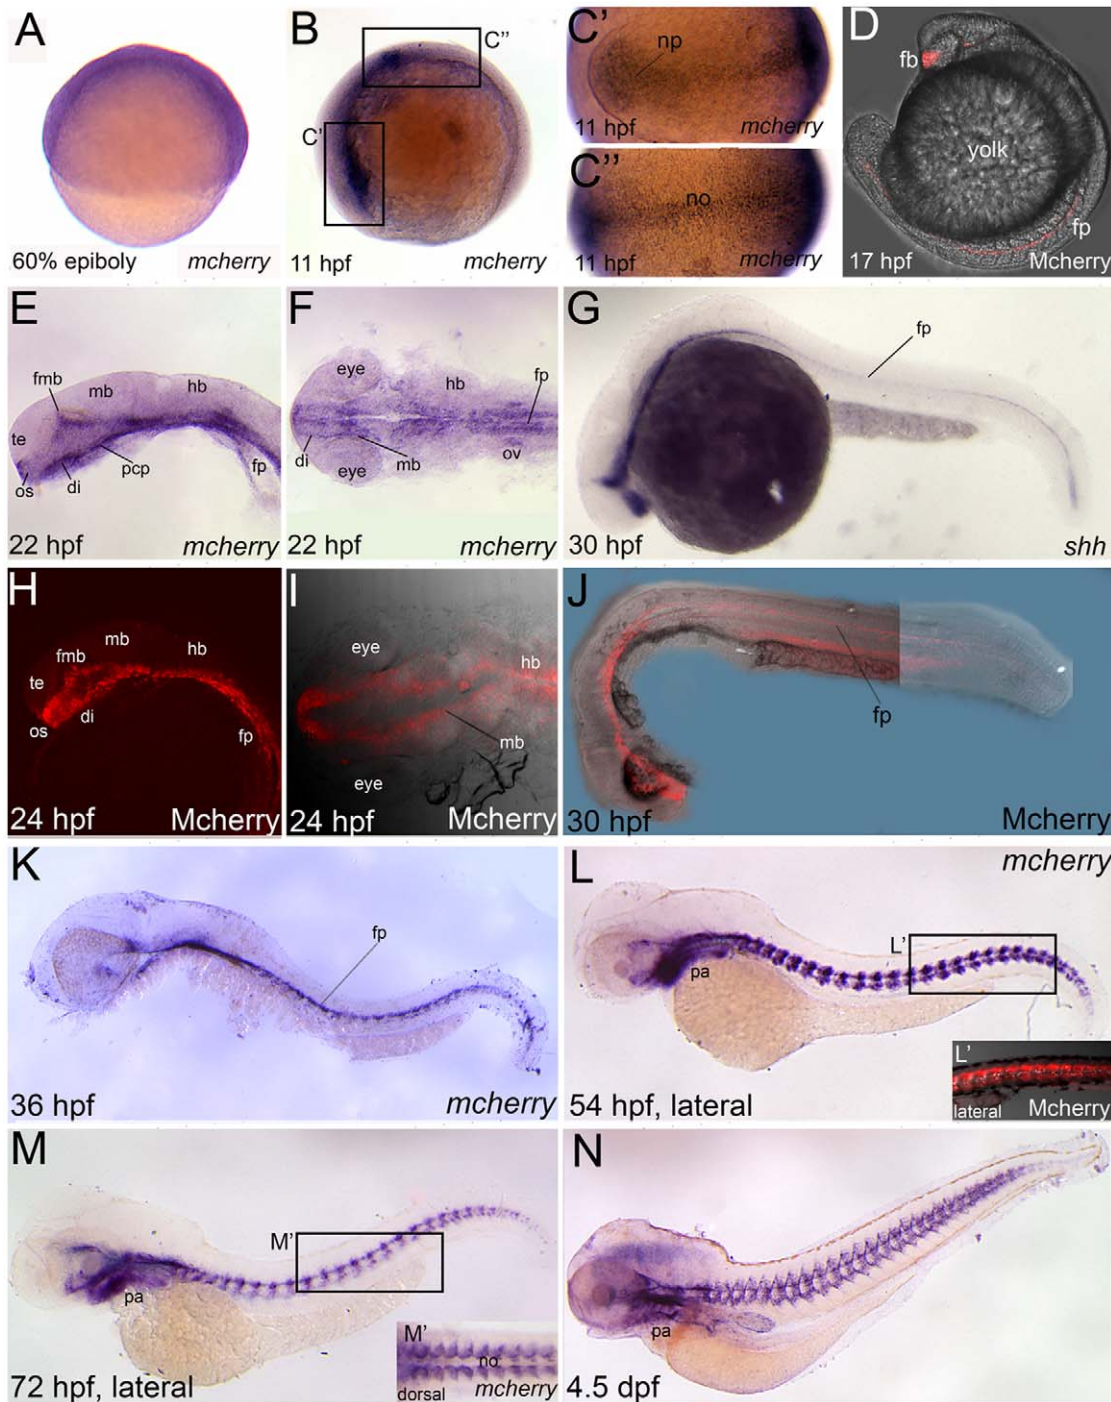 A
60% epiboly
mcherry
B
C''
C'
11 hpf
mcherry
C'
np
11 hpf
mcherry
C''
no
11 hpf
mcherry
D
fb
yolk
fp
17 hpf
Mcherry
E
fmb
mb
hb
te
os
di
pcp
fp
22 hpf
mcherry
F
eye
hb
fp
di
eye
mb
ov
22 hpf
mcherry
G
fp
30 hpf
shh
H
mb
fmb
hb
te
di
os
fp
24 hpf
Mcherry
I
eye
hb
mb
eye
24 hpf
Mcherry
J
fp
30 hpf
Mcherry
K
fp
36 hpf
mcherry
mcherry
L
L'
pa
L'
lateral
Mcherry
54 hpf, lateral
M
M'
pa
M'
no
dorsal
mcherry
72 hpf, lateral
N
pa
4.5 dpf